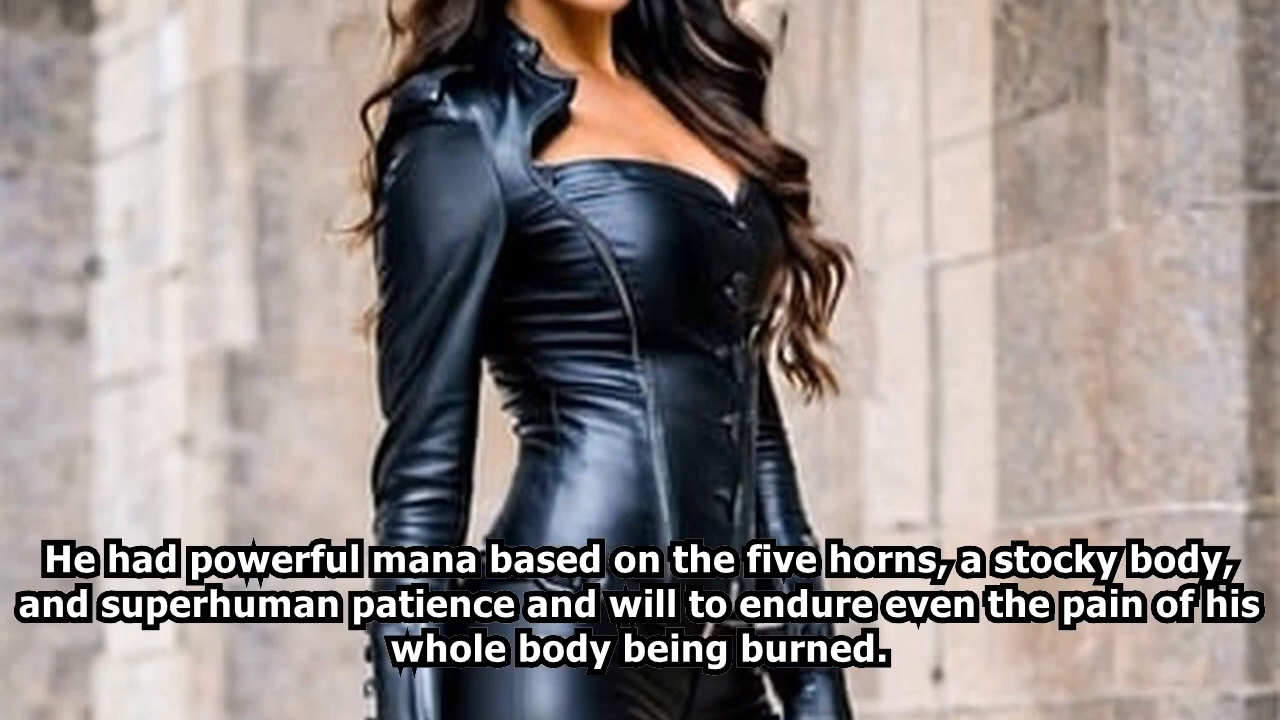 He had powerful mana based on the five horns, a stocky body,
and superhuman patience and will to endure even the pain of his
whole body being burned.